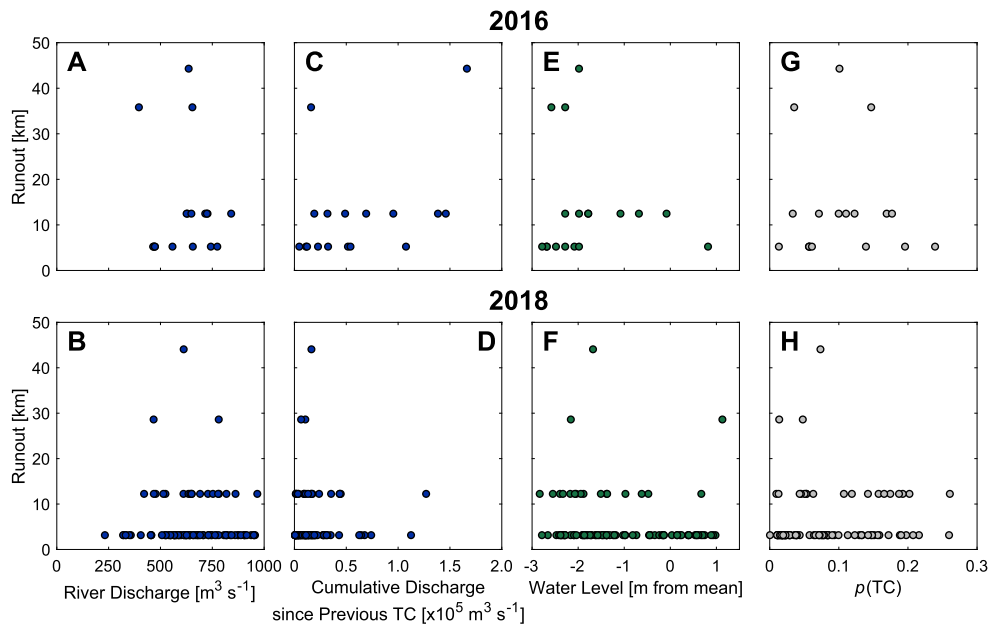 2016
50
40
30
20
10
0
Runout [km]
A
C
E
G
2018
50
40
30
20
10
0
Runout [km]
B
D
F
H
0 250 500 750 1000
0 0.5 1.0 1.5 2.0
-3 -2 -1 0 1
0 0.1 0.2 0.3
River Discharge [m³ s⁻¹]
Cumulative Discharge
since Previous TC [x10⁵ m³ s⁻¹]
Water Level [m from mean]
p(TC)